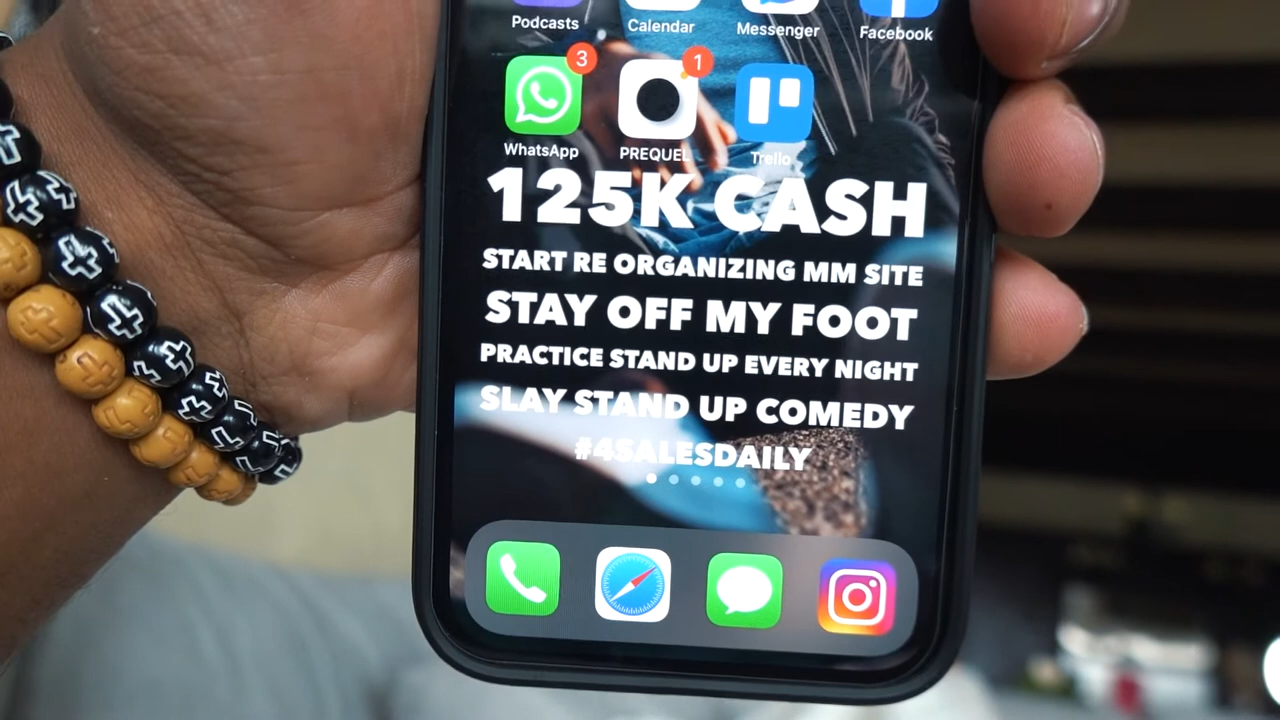 Podcasts Calendar Messenger Facebook
3 1
WhatsApp PREQUEL Trello
125K CASH
START RE ORGANIZING MM SITE
STAY OFF MY FOOT
PRACTICE STAND UP EVERY NIGHT
SLAY STAND UP COMEDY
#4SALESDAILY